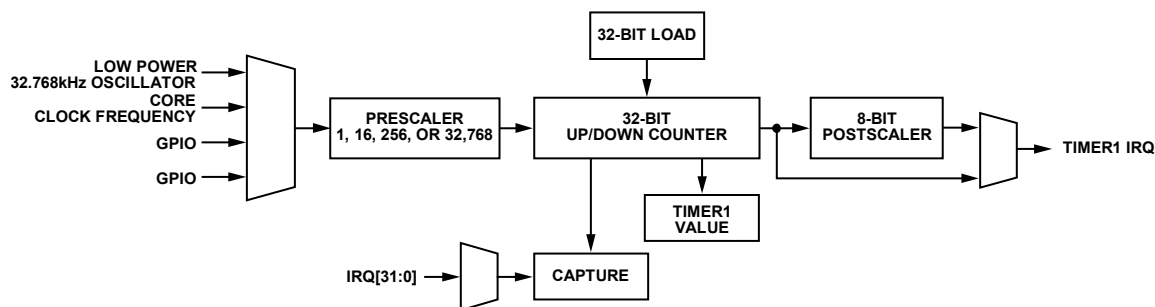 32-BIT LOAD
LOW POWER
32.768kHz OSCILLATOR
CORE
CLOCK FREQUENCY
GPIO
GPIO
PRESCALER
1, 16, 256, OR 32,768
32-BIT
UP/DOWN COUNTER
8-BIT
POSTSCALER
TIMER1 IRQ
TIMER1
VALUE
IRQ[31:0]
CAPTURE